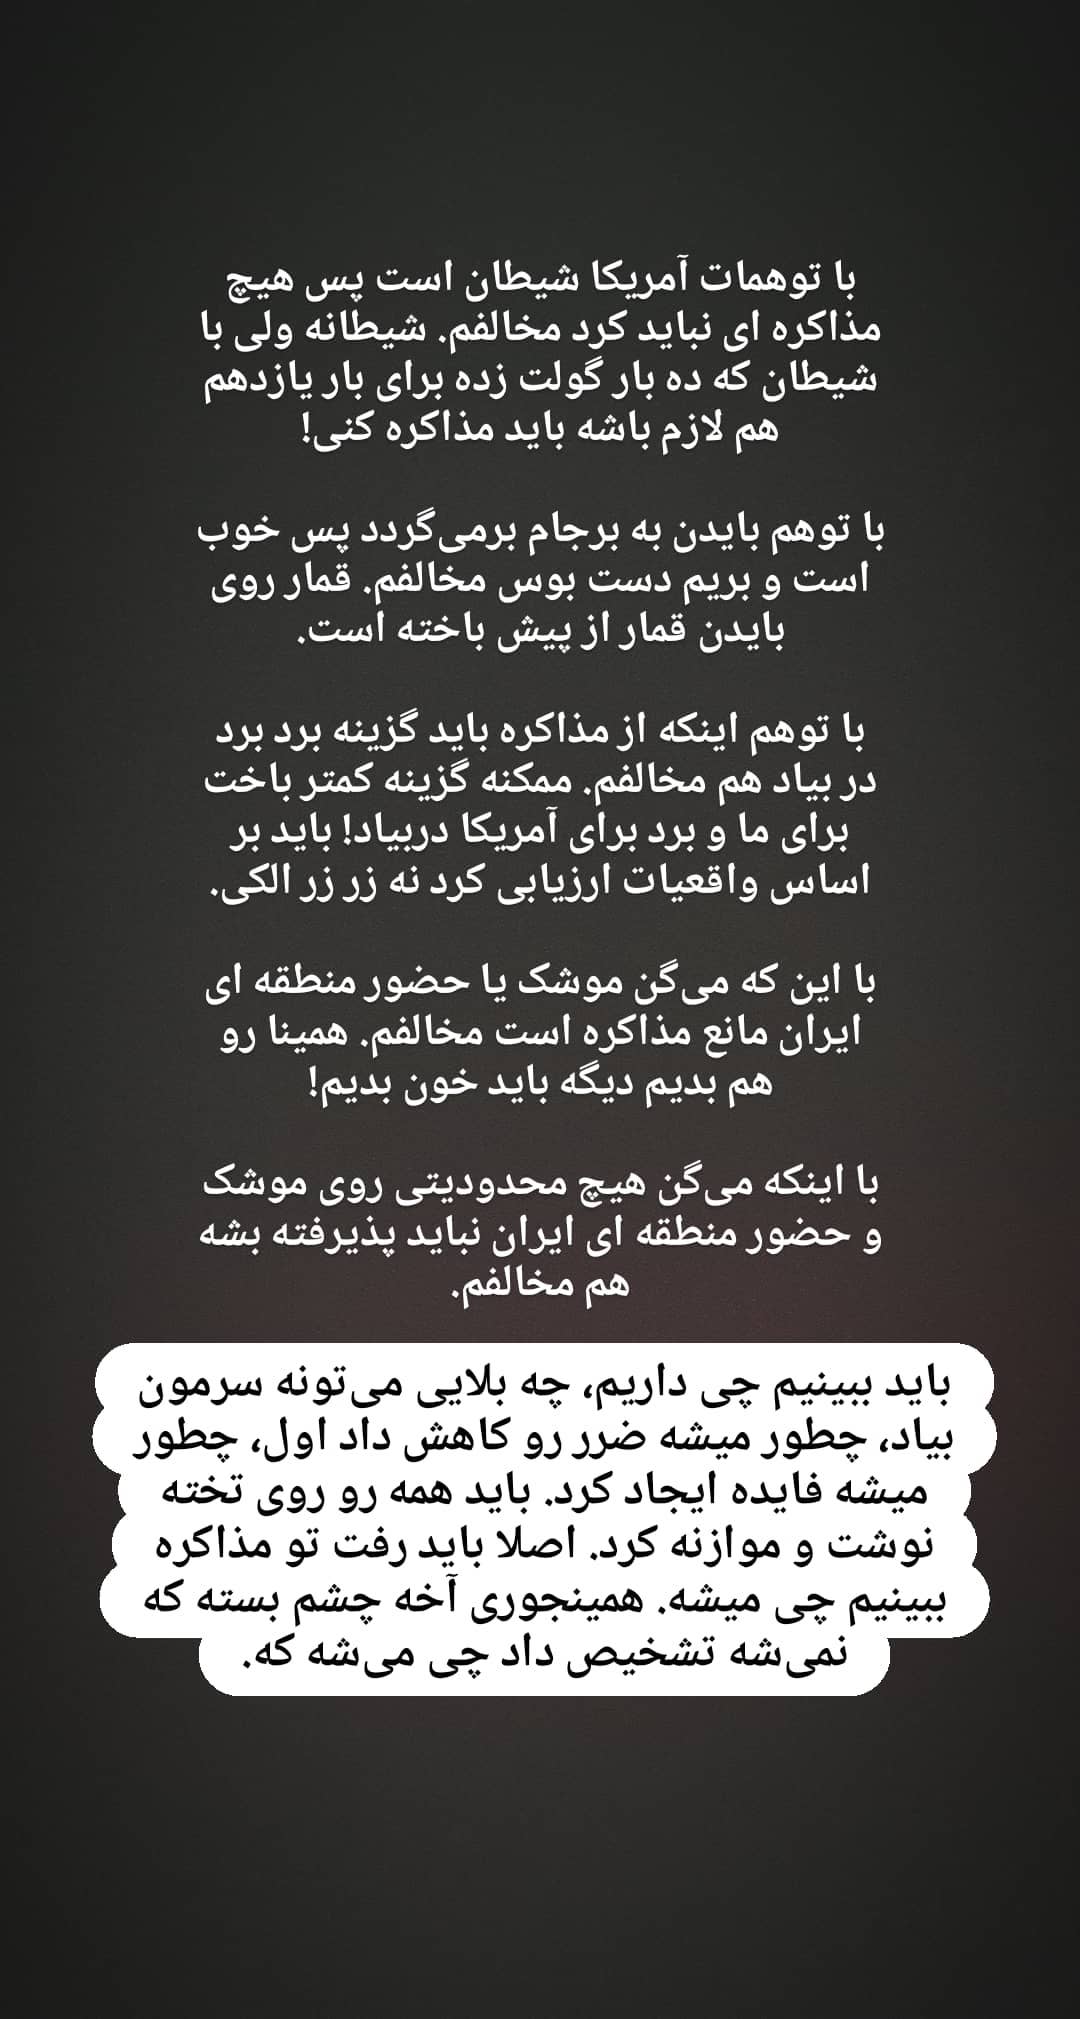 با توهمات آمریکا شیطان است پس هیچ
مذاکره ای نباید کرد مخالفم. شیطانه ولی با
شیطان که ده بار گولت زده برای بار یازدهم
هم لازم باشه باید مذاکره کنی!
با توهم بایدن به برجام برمی‌گردد پس خوب
است و بریم دست بوس مخالفم. قمار روی
بایدن قمار از پیش باخته است.
با توهم اینکه از مذاکره باید گزینه برد برد
در بیاد هم مخالفم. ممکنه گزینه کمتر باخت
برای ما و برد برای آمریکا دربیاد! باید بر
اساس واقعیات ارزیابی کرد نه زر زر الکی.
با این که می‌گن موشک یا حضور منطقه ای
ایران مانع مذاکره است مخالفم. همینا رو
هم بدیم دیگه باید خون بدیم!
با اینکه می‌گن هیچ محدودیتی روی موشک
و حضور منطقه ای ایران نباید پذیرفته بشه
هم مخالفم.
باید ببینیم چی داریم، چه بلایی می‌تونه سرمون
بیاد، چطور میشه ضرر رو کاهش داد اول، چطور
میشه فایده ایجاد کرد. باید همه رو روی تخته
نوشت و موازنه کرد. اصلا باید رفت تو مذاکره
ببینیم چی میشه. همینجوری آخه چشم بسته که
نمی‌شه تشخیص داد چی می‌شه که.